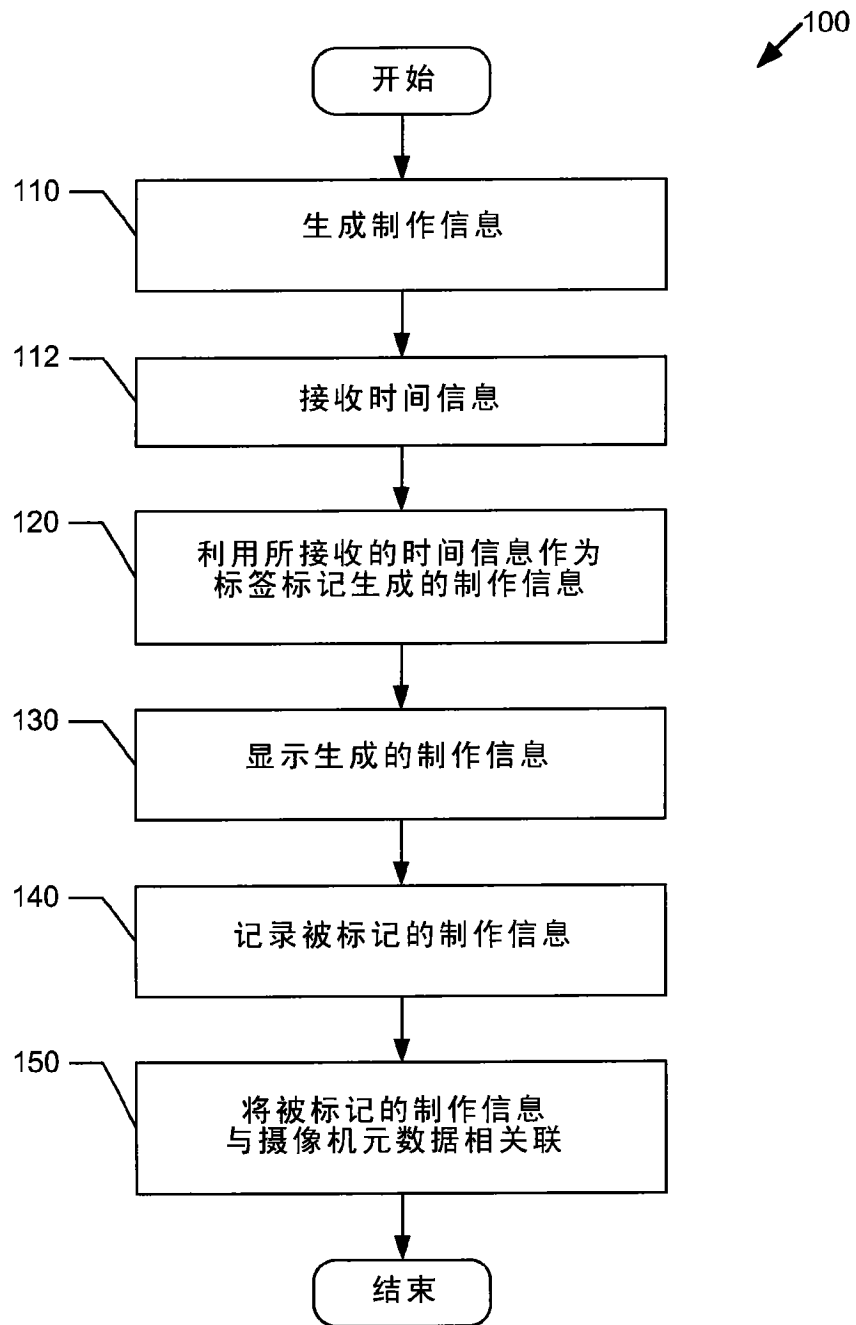 100
开始
110
生成制作信息
112
接收时间信息
120
利用所接收的时间信息作为
标签标记生成的制作信息
130
显示生成的制作信息
140
记录被标记的制作信息
150
将被标记的制作信息
与摄像机元数据相关联
结束